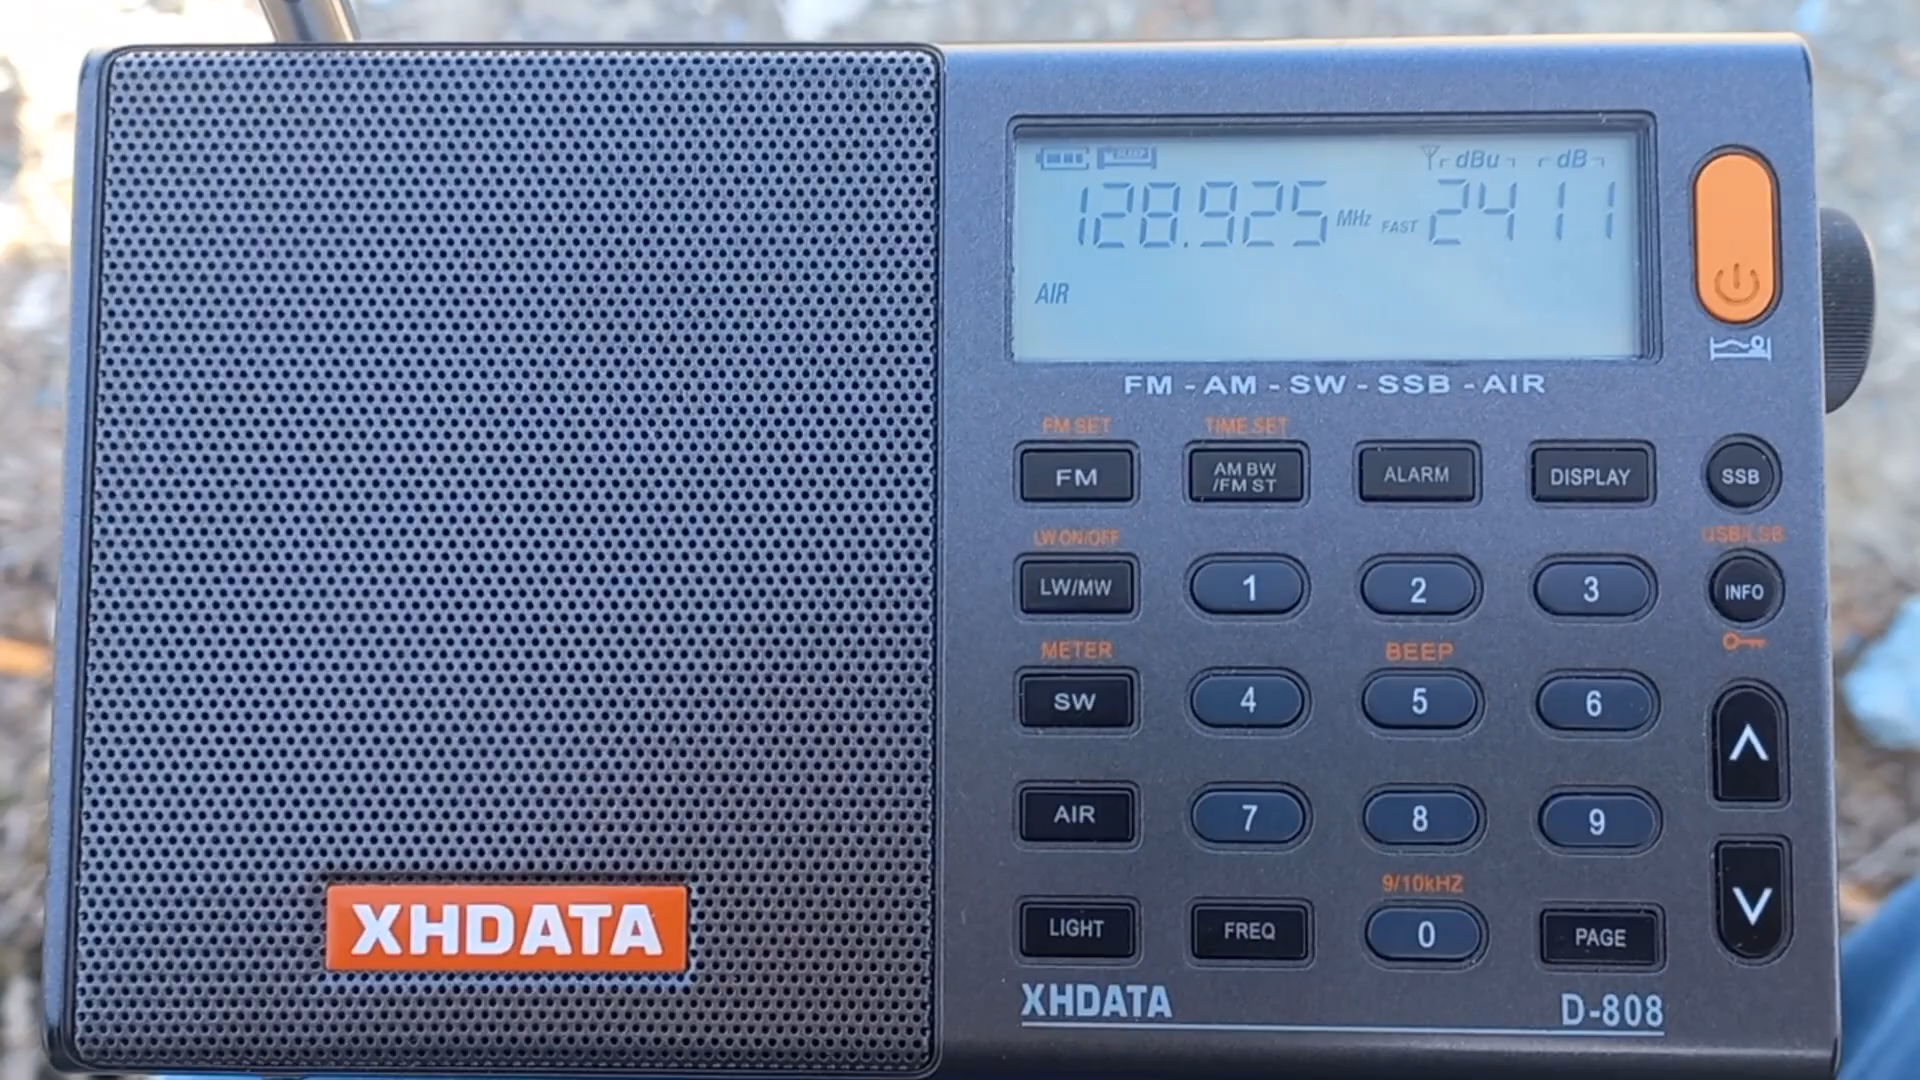 SLEEP dBu dB
128.925 MHz FAST 24 11
AIR
FM - AM - SW - SSB - AIR
FM SET TIME SET
FM AM BW ALARM DISPLAY SSB
/FM ST
LW ON/OFF USB/LSB
LW/MW 1 2 3 INFO
METER BEEP
SW 4 5 6
AIR 7 8 9
9/10kHZ
LIGHT FREQ 0 PAGE
XHDATA
XHDATA D-808